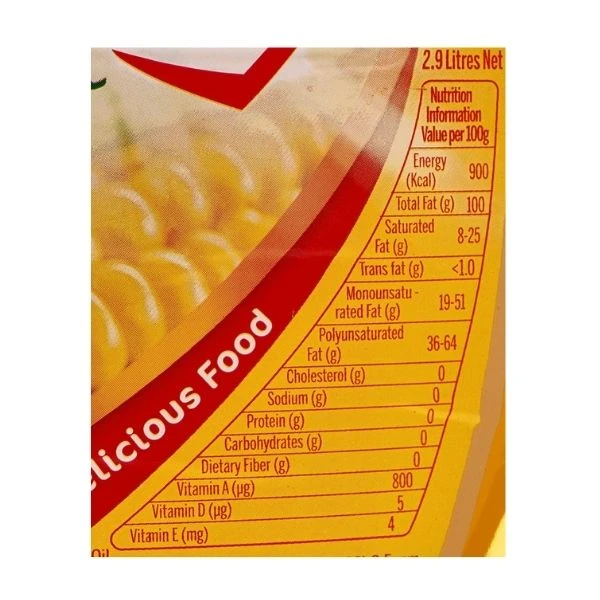 2.9 Litres Net
Nutrition
Information
Value per 100g
Energy
(Kcal) 900
Total Fat (g) 100
Saturated
Fat (g) 8-25
Trans fat (g) <1.0
Monounsatu -
rated Fat (g) 19-51
Polyunsaturated
Fat (g) 36-64
Cholesterol (g) 0
Sodium (g) 0
Protein (g) 0
Carbohydrates (g) 0
Dietary Fiber (g) 0
Vitamin A (µg) 800
Vitamin D (µg) 5
Vitamin E (mg) 4
elicious Food
Oil